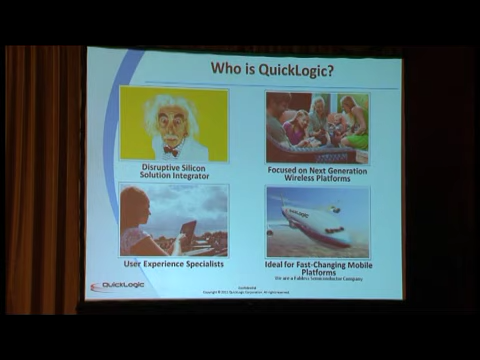 Who is QuickLogic?
Disruptive Silicon
Solution Integrator
Focused on Next Generation
Wireless Platforms
QUICKLOGIC
User Experience Specialists
Ideal for Fast-Changing Mobile
Platforms
We are a Fabless Semiconductor Company
QUICKLOGIC
Confidential
Copyright © 2011 QuickLogic Corporation. All rights reserved.